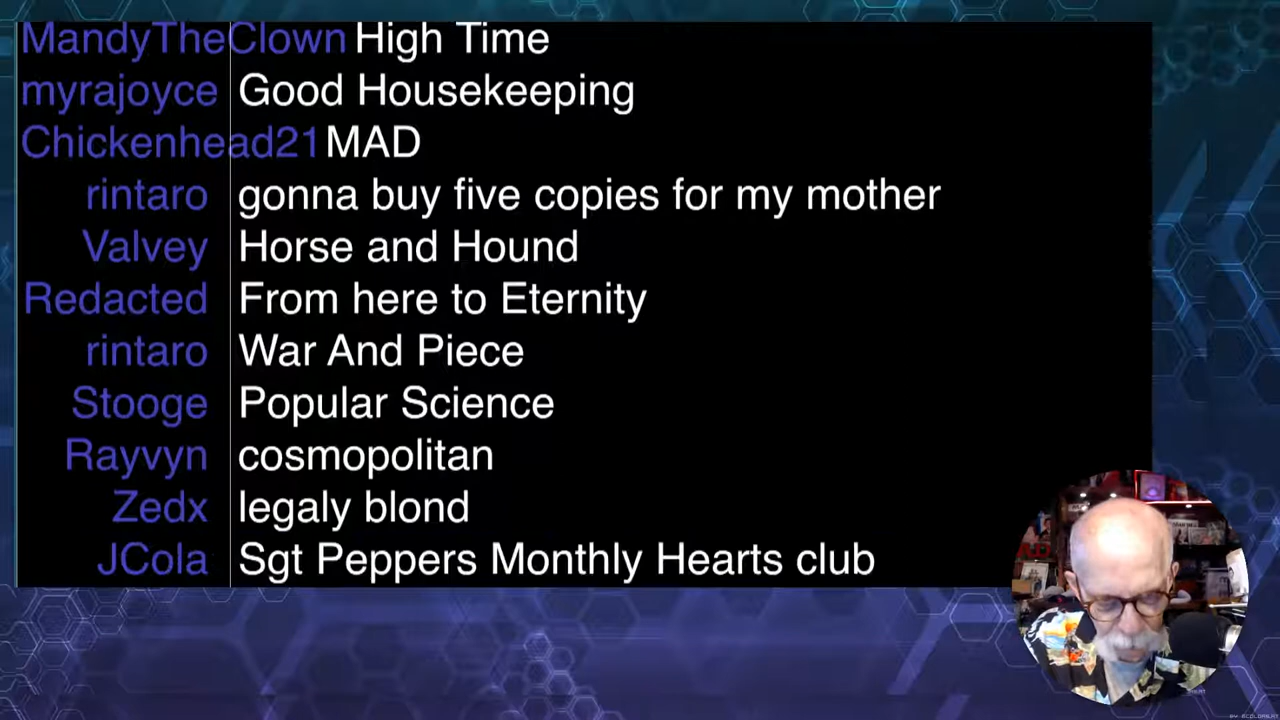 MandyTheClown High Time
myrajoyce Good Housekeeping
Chickenhead21 MAD
rintaro gonna buy five copies for my mother
Valvey Horse and Hound
Redacted From here to Eternity
rintaro War And Piece
Stooge Popular Science
Rayvyn cosmopolitan
Zedx legaly blond
JCola Sgt Peppers Monthly Hearts club